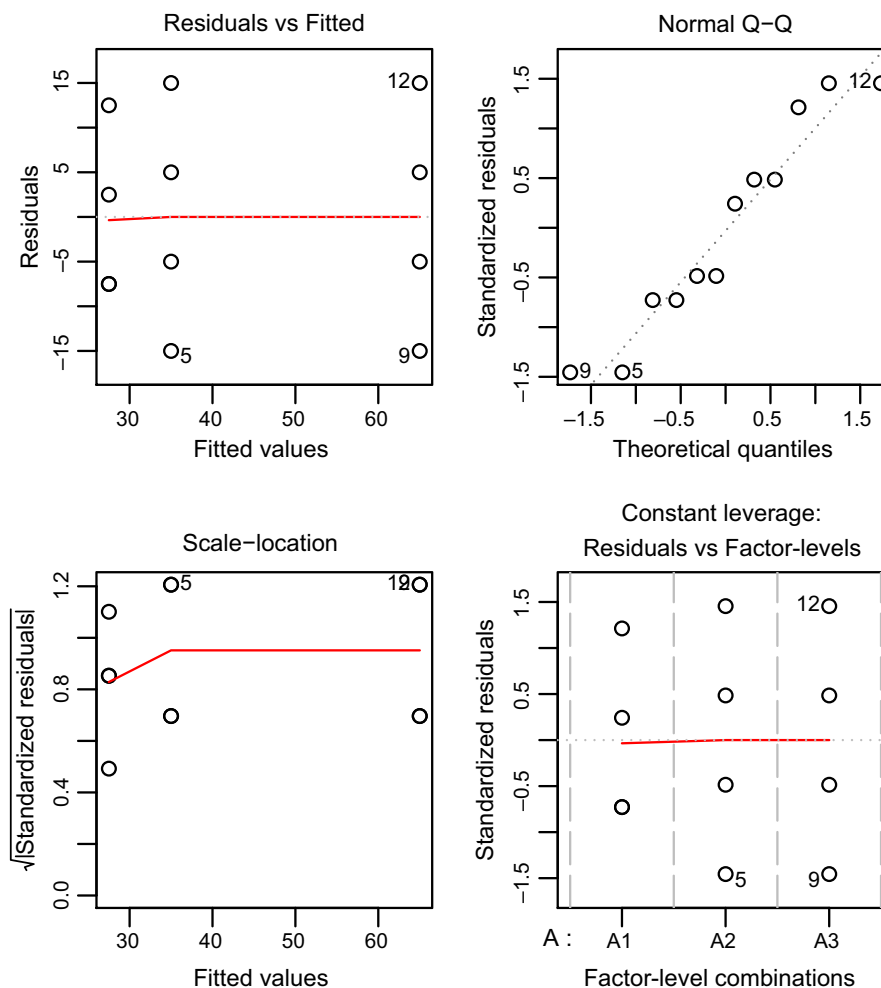 Residuals vs Fitted
Residuals
15
5
−5
−15
12
5
9
30 40 50 60
Fitted values
Normal Q−Q
Standardized residuals
1.5
0.5
−0.5
−1.5
12
9
5
−1.5 −0.5 0.5 1.5
Theoretical quantiles
Scale−location
√|Standardized residuals|
1.2
0.8
0.4
0.0
5
30 40 50 60
Fitted values
Constant leverage:
Residuals vs Factor-levels
Standardized residuals
1.5
0.5
−0.5
−1.5
12
5
9
A : A1 A2 A3
Factor-level combinations